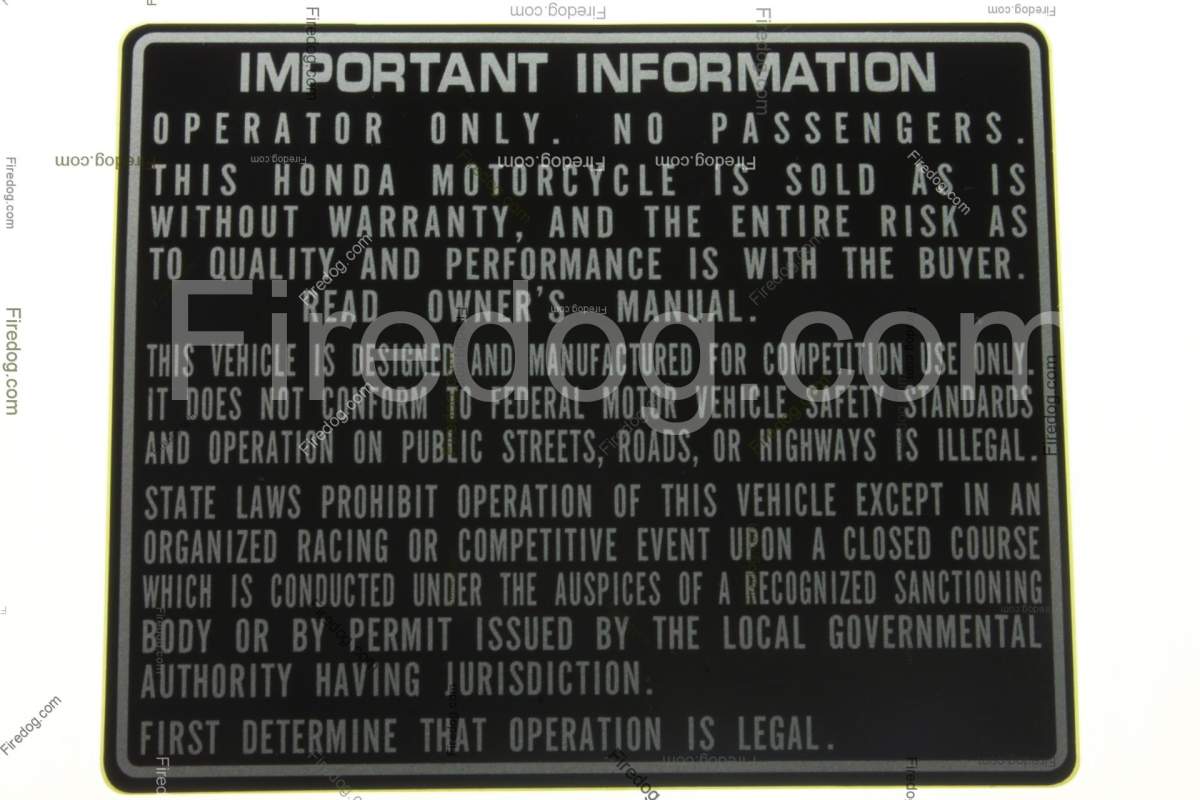 IMPORTANT INFORMATION
OPERATOR ONLY. NO PASSENGERS.
THIS HONDA MOTORCYCLE IS SOLD AS IS
WITHOUT WARRANTY, AND THE ENTIRE RISK AS
TO QUALITY AND PERFORMANCE IS WITH THE BUYER.
READ OWNER'S MANUAL.
Firedog.com
THIS VEHICLE IS DESIGNED AND MANUFACTURED FOR COMPETITION USE ONLY.
IT DOES NOT CONFORM TO FEDERAL MOTOR VEHICLE SAFETY STANDARDS
AND OPERATION ON PUBLIC STREETS, ROADS, OR HIGHWAYS IS ILLEGAL.
STATE LAWS PROHIBIT OPERATION OF THIS VEHICLE EXCEPT IN AN
ORGANIZED RACING OR COMPETITIVE EVENT UPON A CLOSED COURSE
WHICH IS CONDUCTED UNDER THE AUSPICES OF A RECOGNIZED SANCTIONING
BODY OR BY PERMIT ISSUED BY THE LOCAL GOVERNMENTAL
AUTHORITY HAVING JURISDICTION.
FIRST DETERMINE THAT OPERATION IS LEGAL.